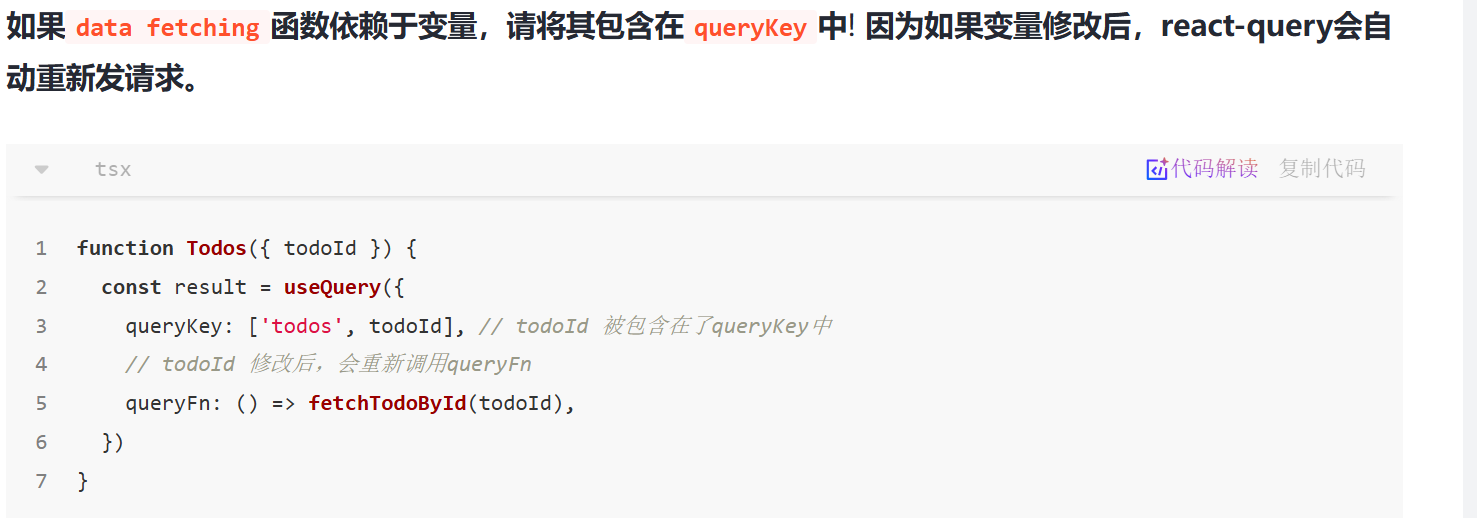 如果 data fetching 函数依赖于变量，请将其包含在 queryKey 中! 因为如果变量修改后，react-query会自
动重新发请求。
tsx 代码解读 复制代码
1 function Todos({ todoId }) {
2   const result = useQuery({
3     queryKey: ['todos', todoId], // todoId 被包含在了queryKey中
4     // todoId 修改后，会重新调用queryFn
5     queryFn: () => fetchTodoById(todoId),
6   })
7 }